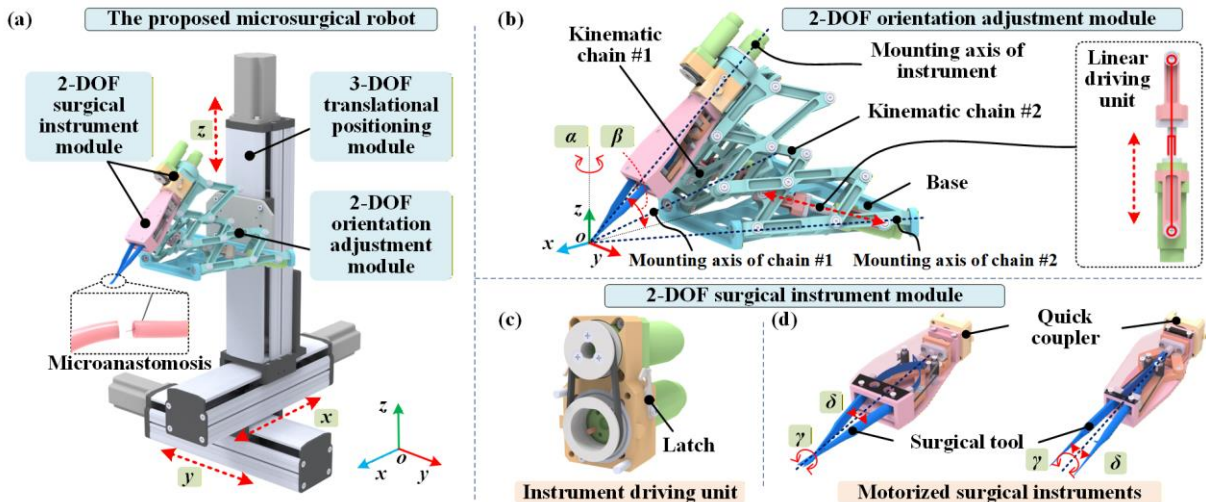 (a)
The proposed microsurgical robot
2-DOF
surgical
instrument
module
3-DOF
translational
positioning
module
z
2-DOF
orientation
adjustment
module
Microanastomosis
x
y
z
x
o
y
(b)
2-DOF orientation adjustment module
Kinematic
chain #1
Mounting axis of
instrument
Linear
driving
unit
Kinematic chain #2
α
β
Base
z
o
x
y
Mounting axis of chain #1
Mounting axis of chain #2
2-DOF surgical instrument module
(c)
Latch
Instrument driving unit
(d)
Quick
coupler
δ
γ
Surgical tool
γ
δ
Motorized surgical instruments